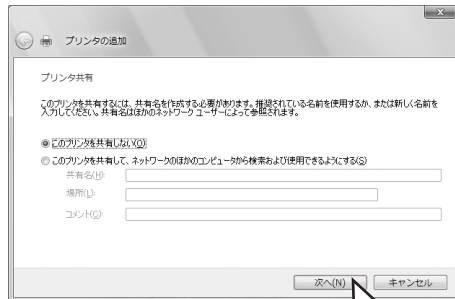 プリンタの追加
プリンタ共有
このプリンタを共有するには、共有名を作成する必要があります。推奨されている名前を使用するか、または新しく名前を
入力してください。共有名はほかのネットワーク ユーザーによって参照されます。
このプリンタを共有しない(O)
このプリンタを共有して、ネットワークのほかのコンピュータから検索および使用できるようにする(S)
共有名(H):
場所(L):
コメント(C):
次へ(N)
キャンセル